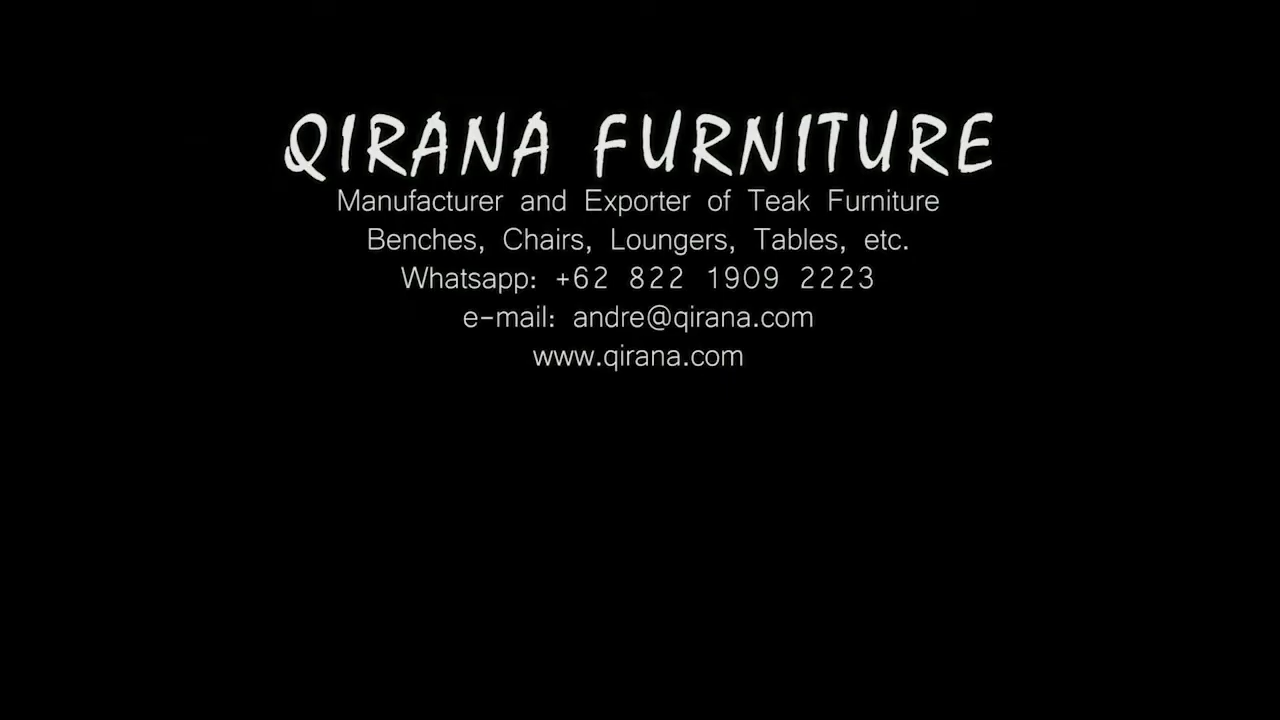 QIRANA FURNITURE
Manufacturer and Exporter of Teak Furniture
Benches, Chairs, Loungers, Tables, etc.
Whatsapp: +62 822 1909 2223
e-mail: andre@qirana.com
www.qirana.com